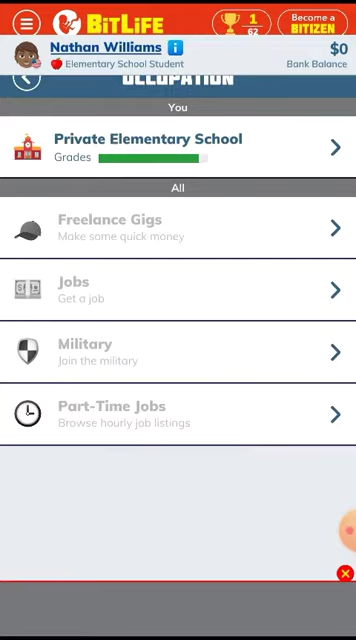 BitLife
1
62
Become a
BITIZEN
Nathan Williams i
$0
Elementary School Student
Bank Balance
OCCUPATION
You
Private Elementary School
Grades
All
Freelance Gigs
Make some quick money
Jobs
Get a job
Military
Join the military
Part-Time Jobs
Browse hourly job listings